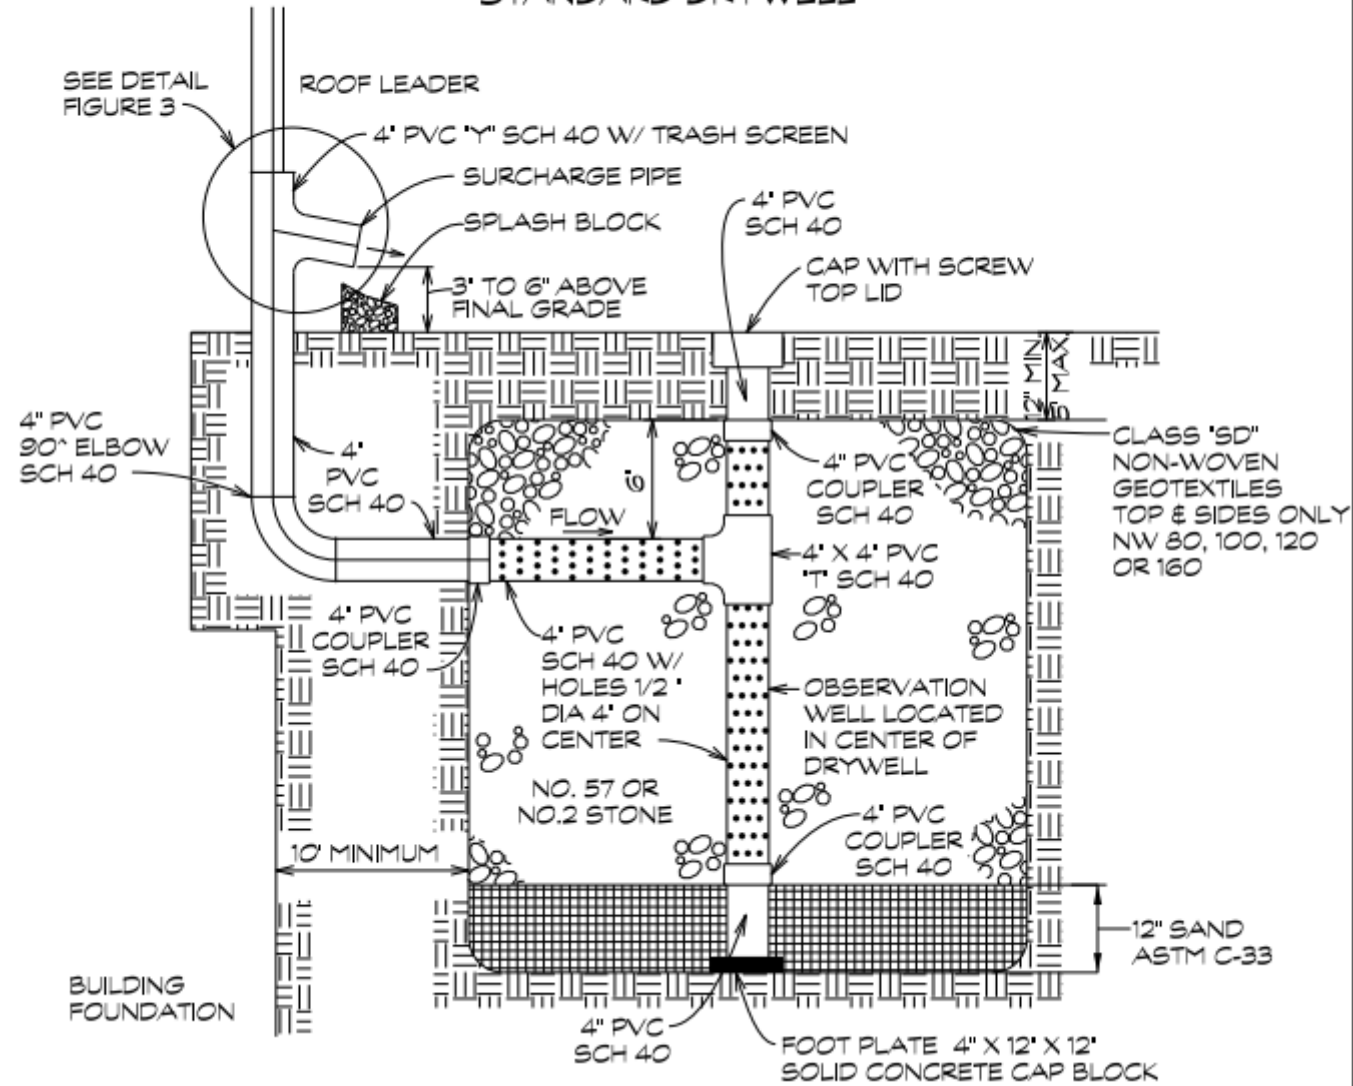 STANDARD DRYWELL
SEE DETAIL
FIGURE 3
ROOF LEADER
4" PVC "Y" SCH 40 W/ TRASH SCREEN
SURCHARGE PIPE
SPLASH BLOCK
4" PVC
SCH 40
CAP WITH SCREW
TOP LID
3" TO 6" ABOVE
FINAL GRADE
12" MIN
MAX
4" PVC
90^ ELBOW
SCH 40
4"
PVC
SCH 40
6"
FLOW
4" PVC
COUPLER
SCH 40
CLASS "SD"
NON-WOVEN
GEOTEXTILES
TOP & SIDES ONLY
NW 80, 100, 120
OR 160
4" X 4" PVC
"T" SCH 40
4" PVC
COUPLER
SCH 40
4" PVC
SCH 40 W/
HOLES 1/2 "
DIA 4" ON
CENTER
OBSERVATION
WELL LOCATED
IN CENTER OF
DRYWELL
NO. 57 OR
NO.2 STONE
4" PVC
COUPLER
SCH 40
10' MINIMUM
12" SAND
ASTM C-33
BUILDING
FOUNDATION
4" PVC
SCH 40
FOOT PLATE 4" X 12" X 12"
SOLID CONCRETE CAP BLOCK